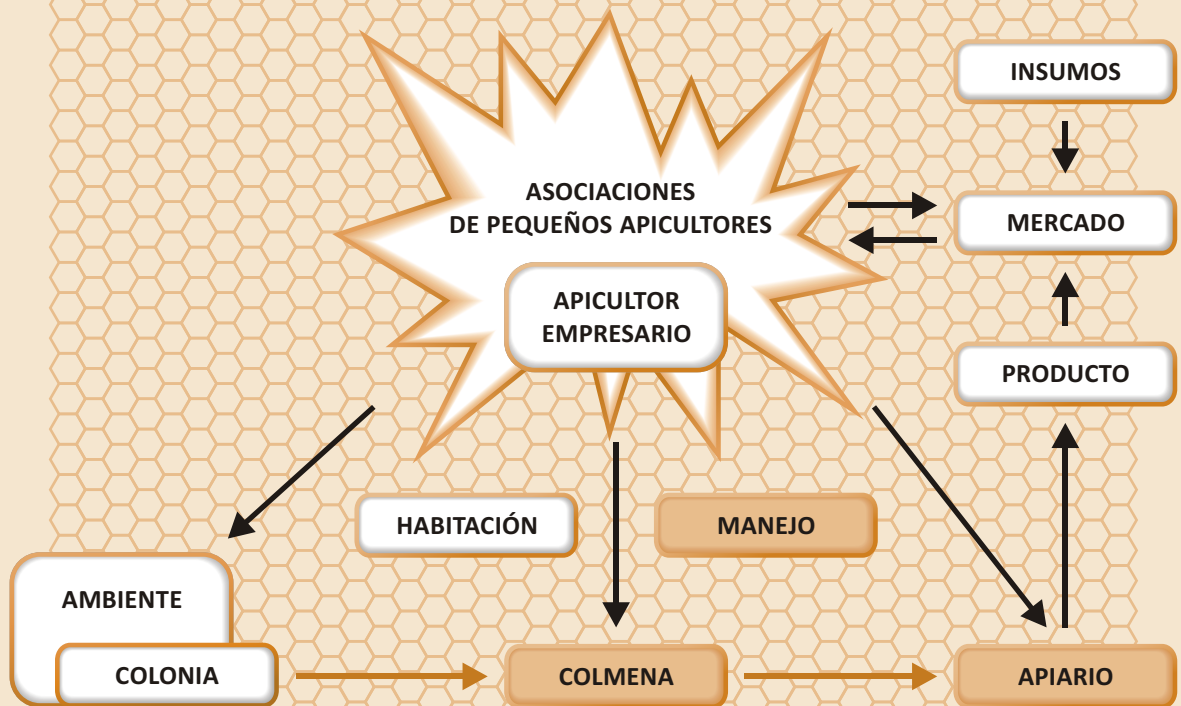 INSUMOS
ASOCIACIONES
DE PEQUEÑOS APICULTORES
MERCADO
APICULTOR
EMPRESARIO
PRODUCTO
HABITACIÓN
MANEJO
AMBIENTE
COLONIA
COLMENA
APIARIO